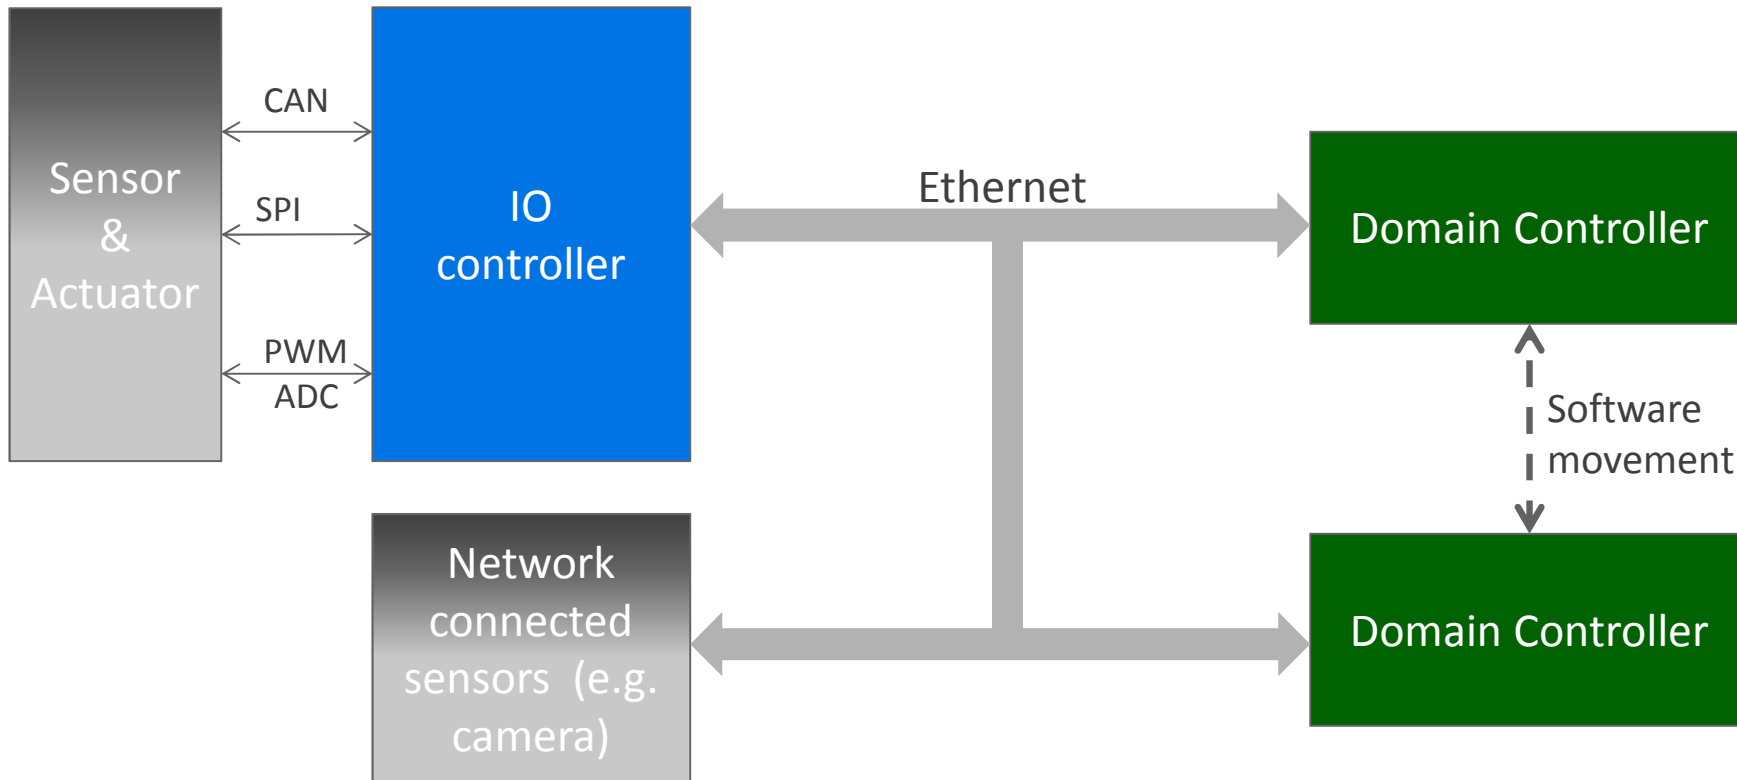 Sensor
&
Actuator
CAN
SPI
PWM
ADC
IO
controller
Ethernet
Domain Controller
Software
movement
Network
connected
sensors (e.g.
camera)
Domain Controller